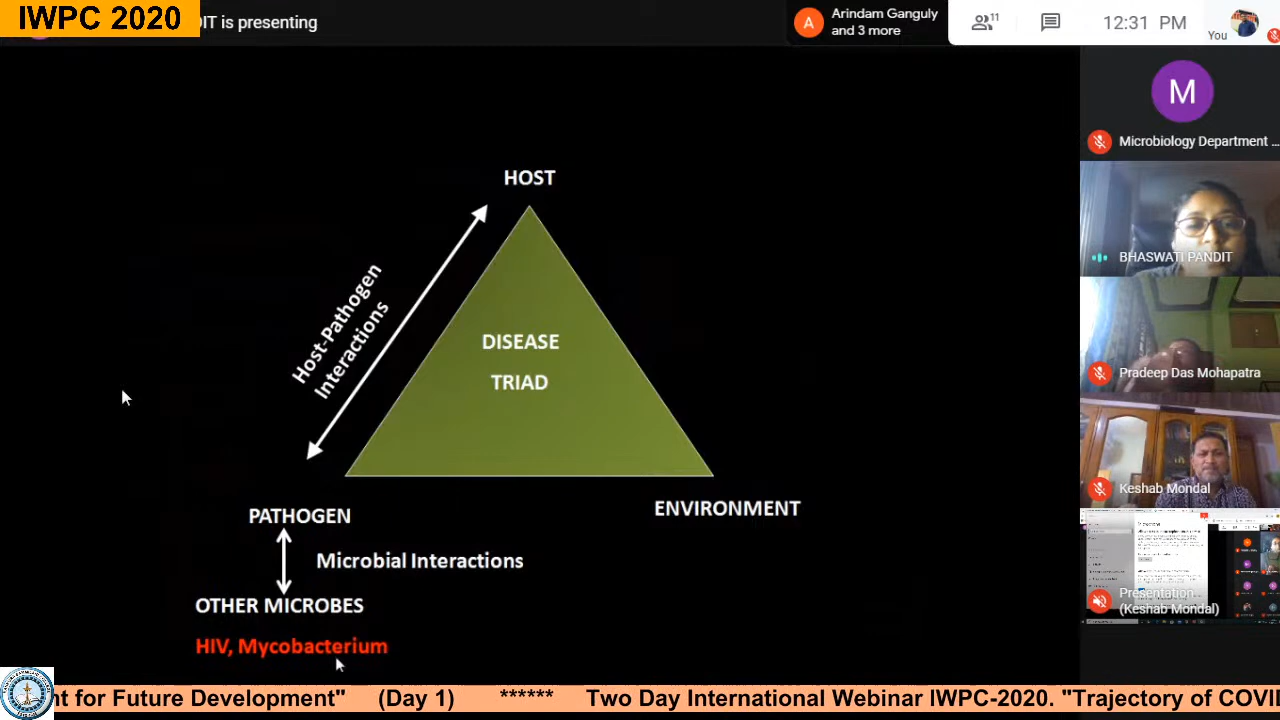 IWPC 2020
DIT is presenting
A
Arindam Ganguly
and 3 more
11
12:31 PM
You
M
Microbiology Department ...
HOST
BHASWATI PANDIT
Host-Pathogen
Interactions
DISEASE
TRIAD
Pradeep Das Mohapatra
Keshab Mondal
PATHOGEN
ENVIRONMENT
Microbial Interactions
Presentation
(Keshab Mondal)
OTHER MICROBES
HIV, Mycobacterium
nt for Future Development" (Day 1) ****** Two Day International Webinar IWPC-2020. "Trajectory of COVI